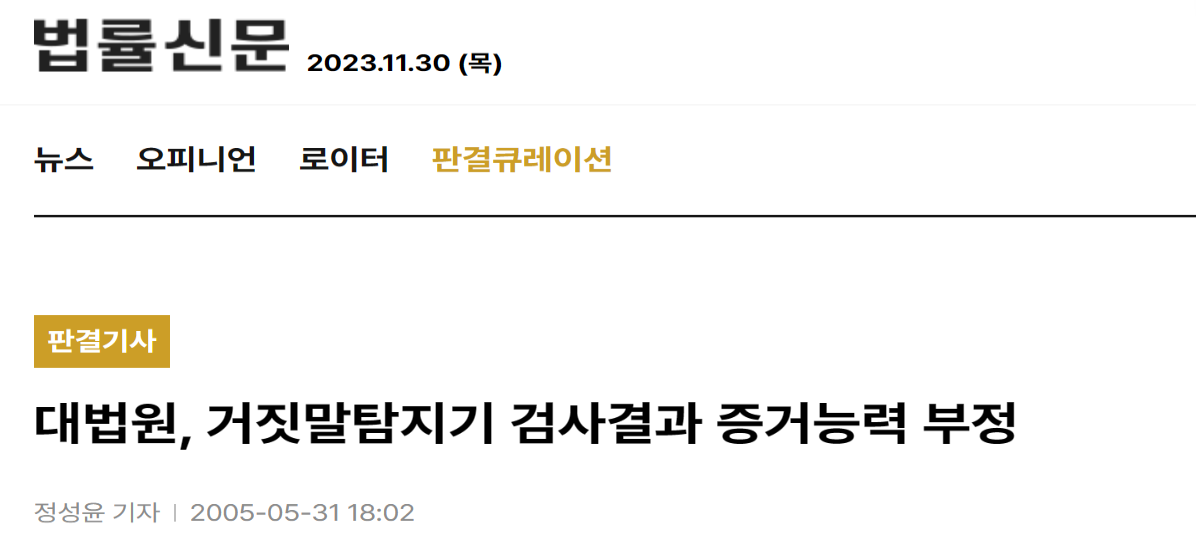 법률신문 2023.11.30 (목)
뉴스 오피니언 로이터 판결큐레이션
판결기사
대법원, 거짓말탐지기 검사결과 증거능력 부정
정성윤 기자 | 2005-05-31 18:02